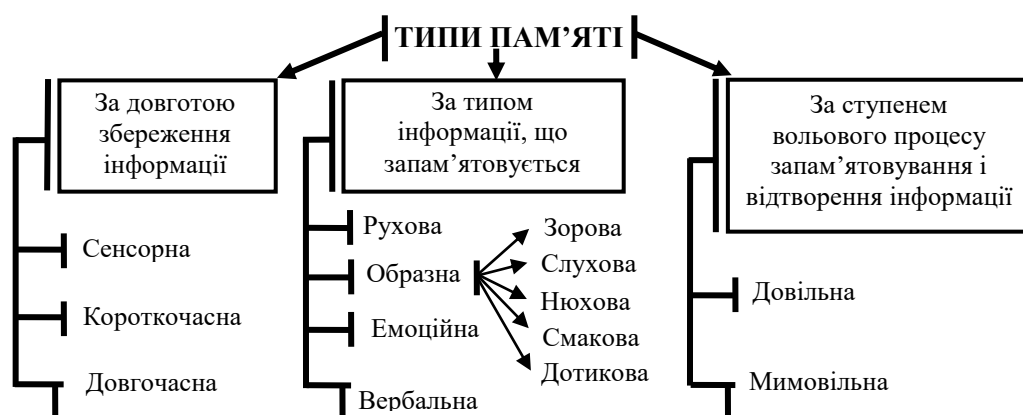 ТИПИ ПАМ’ЯТІ
За довготою
збереження
інформації
Сенсорна
Короткочасна
Довгочасна
За типом
інформації, що
запам’ятовується
Рухова
Образна
Емоційна
Вербальна
Зорова
Слухова
Нюхова
Смакова
Дотикова
За ступенем
вольового процесу
запам’ятовування і
відтворення інформації
Довільна
Мимовільна